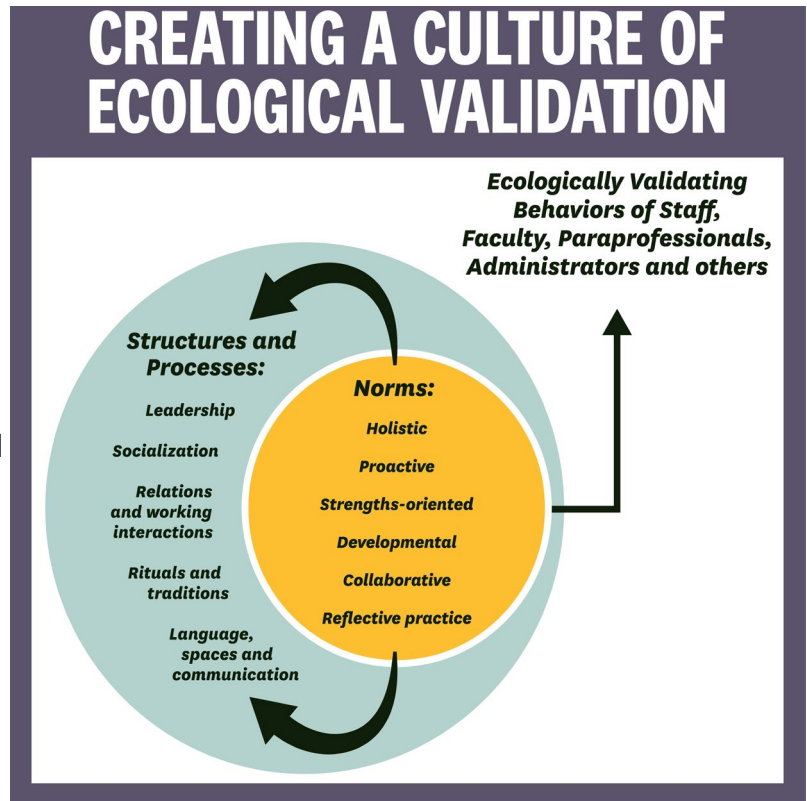 CREATING A CULTURE OF
ECOLOGICAL VALIDATION
Ecologically Validating
Behaviors of Staff,
Faculty, Paraprofessionals,
Administrators and others
Structures and
Processes:
Leadership
Socialization
Relations
and working
interactions
Rituals and
traditions
Language,
spaces and
communication
Norms:
Holistic
Proactive
Strengths-oriented
Developmental
Collaborative
Reflective practice